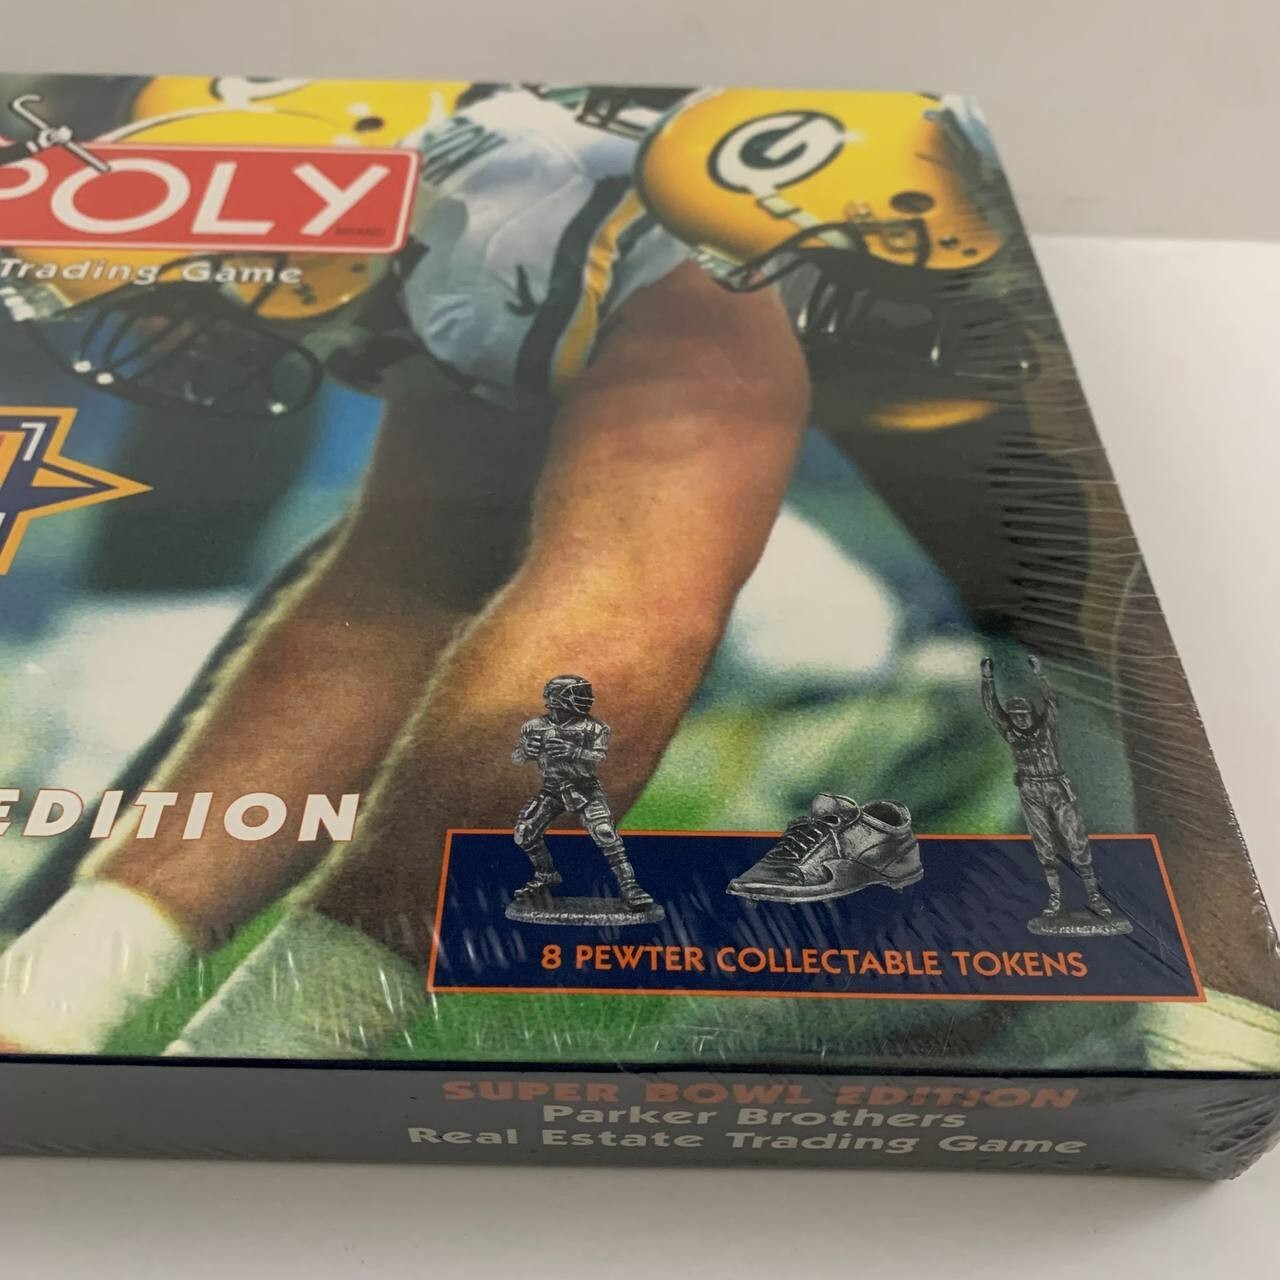 POLY
Trading Game
G
EDITION
8 PEWTER COLLECTABLE TOKENS
SUPER BOWL EDITION
Parker Brothers
Real Estate Trading Game